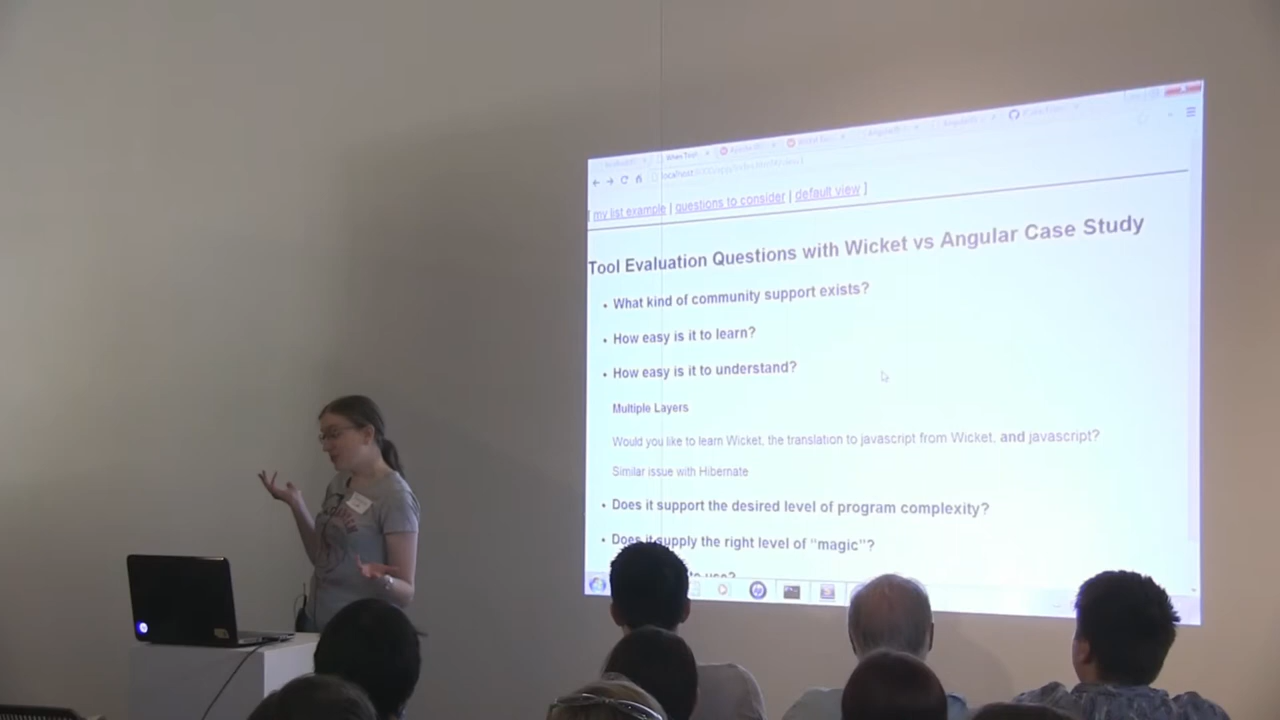 localhost
[ my list example | questions to consider | default view ]
Tool Evaluation Questions with Wicket vs Angular Case Study
• What kind of community support exists?
• How easy is it to learn?
• How easy is it to understand?
Multiple Layers
Would you like to learn Wicket, the translation to javascript from Wicket, and javascript?
Similar issue with Hibernate
• Does it support the desired level of program complexity?
• Does it supply the right level of "magic"?